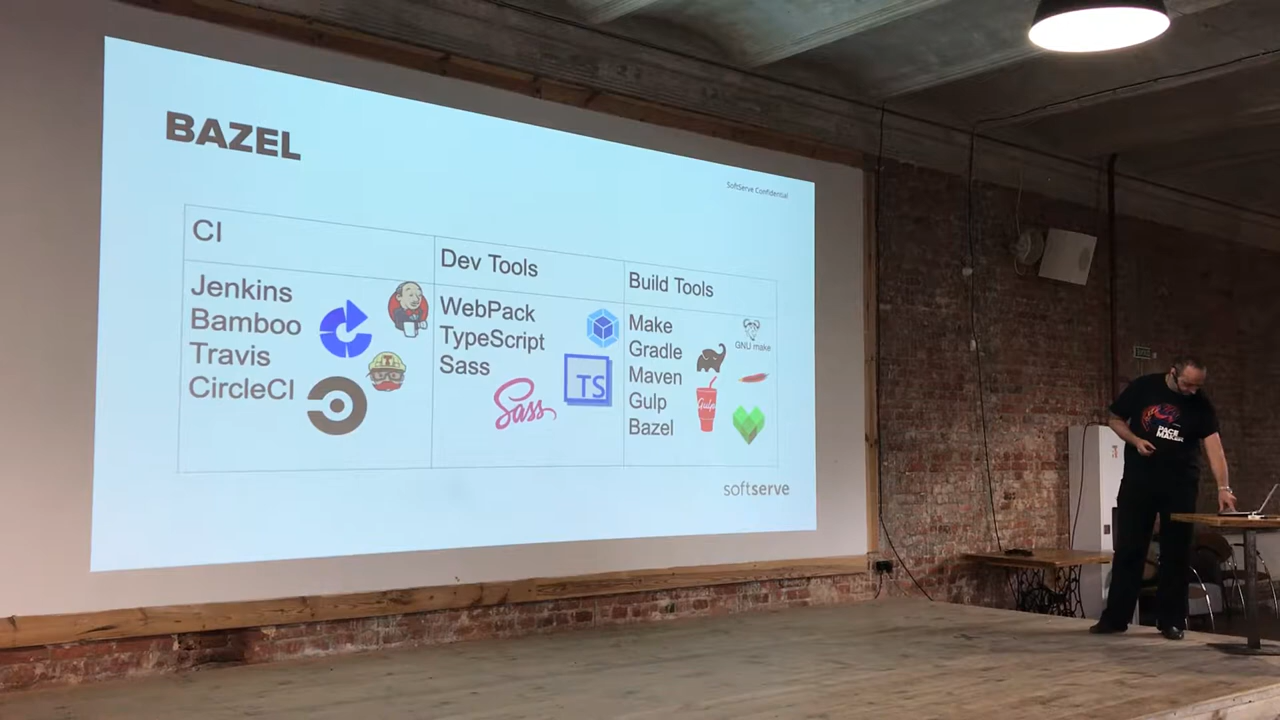 BAZEL
SoftServe Confidential
CI
Jenkins
Bamboo
Travis
CircleCI
Dev Tools
WebPack
TypeScript
Sass
TS
Sass
Build Tools
Make
Gradle
Maven
Gulp
Bazel
GNU make
Gulp
softserve
PACE
MAKER